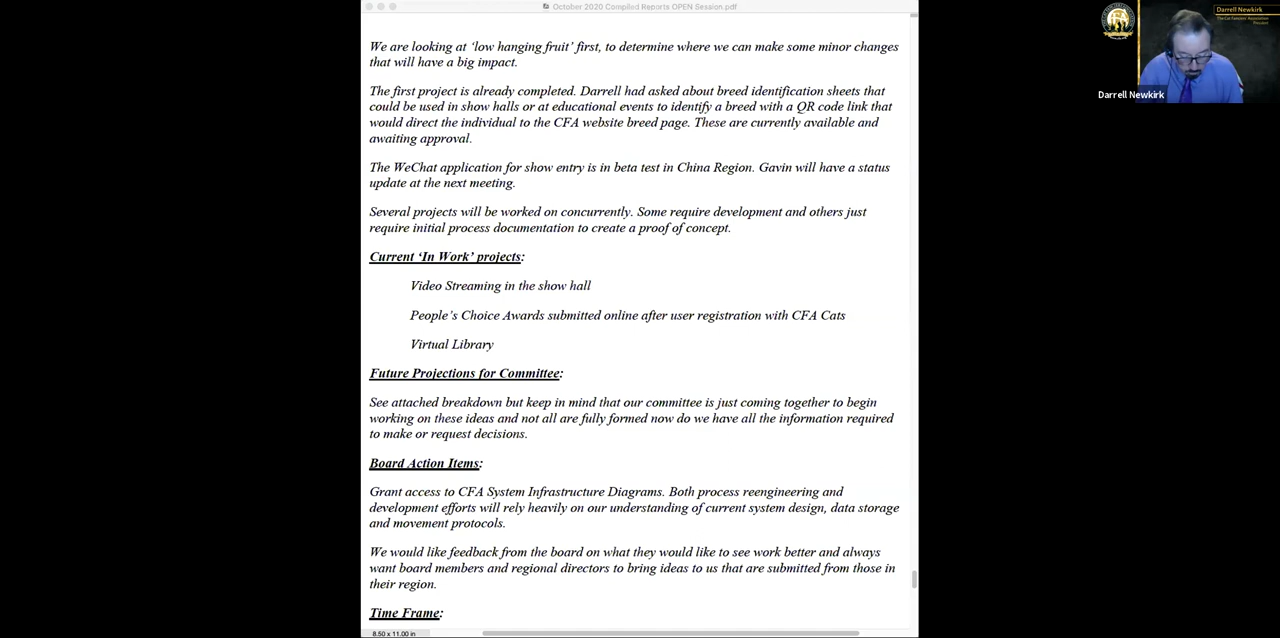 October 2020 Compiled Reports OPEN Session.pdf
Darrell Newkirk
The Cat Fanciers' Association
President
Darrell Newkirk
We are looking at ‘low hanging fruit’ first, to determine where we can make some minor changes
that will have a big impact.
The first project is already completed. Darrell had asked about breed identification sheets that
could be used in show halls or at educational events to identify a breed with a QR code link that
would direct the individual to the CFA website breed page. These are currently available and
awaiting approval.
The WeChat application for show entry is in beta test in China Region. Gavin will have a status
update at the next meeting.
Several projects will be worked on concurrently. Some require development and others just
require initial process documentation to create a proof of concept.
Current ‘In Work’ projects:
Video Streaming in the show hall
People’s Choice Awards submitted online after user registration with CFA Cats
Virtual Library
Future Projections for Committee:
See attached breakdown but keep in mind that our committee is just coming together to begin
working on these ideas and not all are fully formed now do we have all the information required
to make or request decisions.
Board Action Items:
Grant access to CFA System Infrastructure Diagrams. Both process reengineering and
development efforts will rely heavily on our understanding of current system design, data storage
and movement protocols.
We would like feedback from the board on what they would like to see work better and always
want board members and regional directors to bring ideas to us that are submitted from those in
their region.
Time Frame:
8.50 x 11.00 in